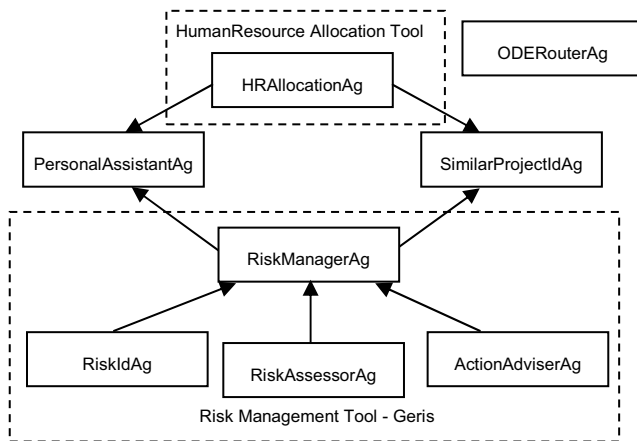 HumanResource Allocation Tool
ODERouterAg
HRAllocationAg
PersonalAssistantAg
SimilarProjectIdAg
RiskManagerAg
RiskIdAg
RiskAssessorAg
ActionAdviserAg
Risk Management Tool - Geris